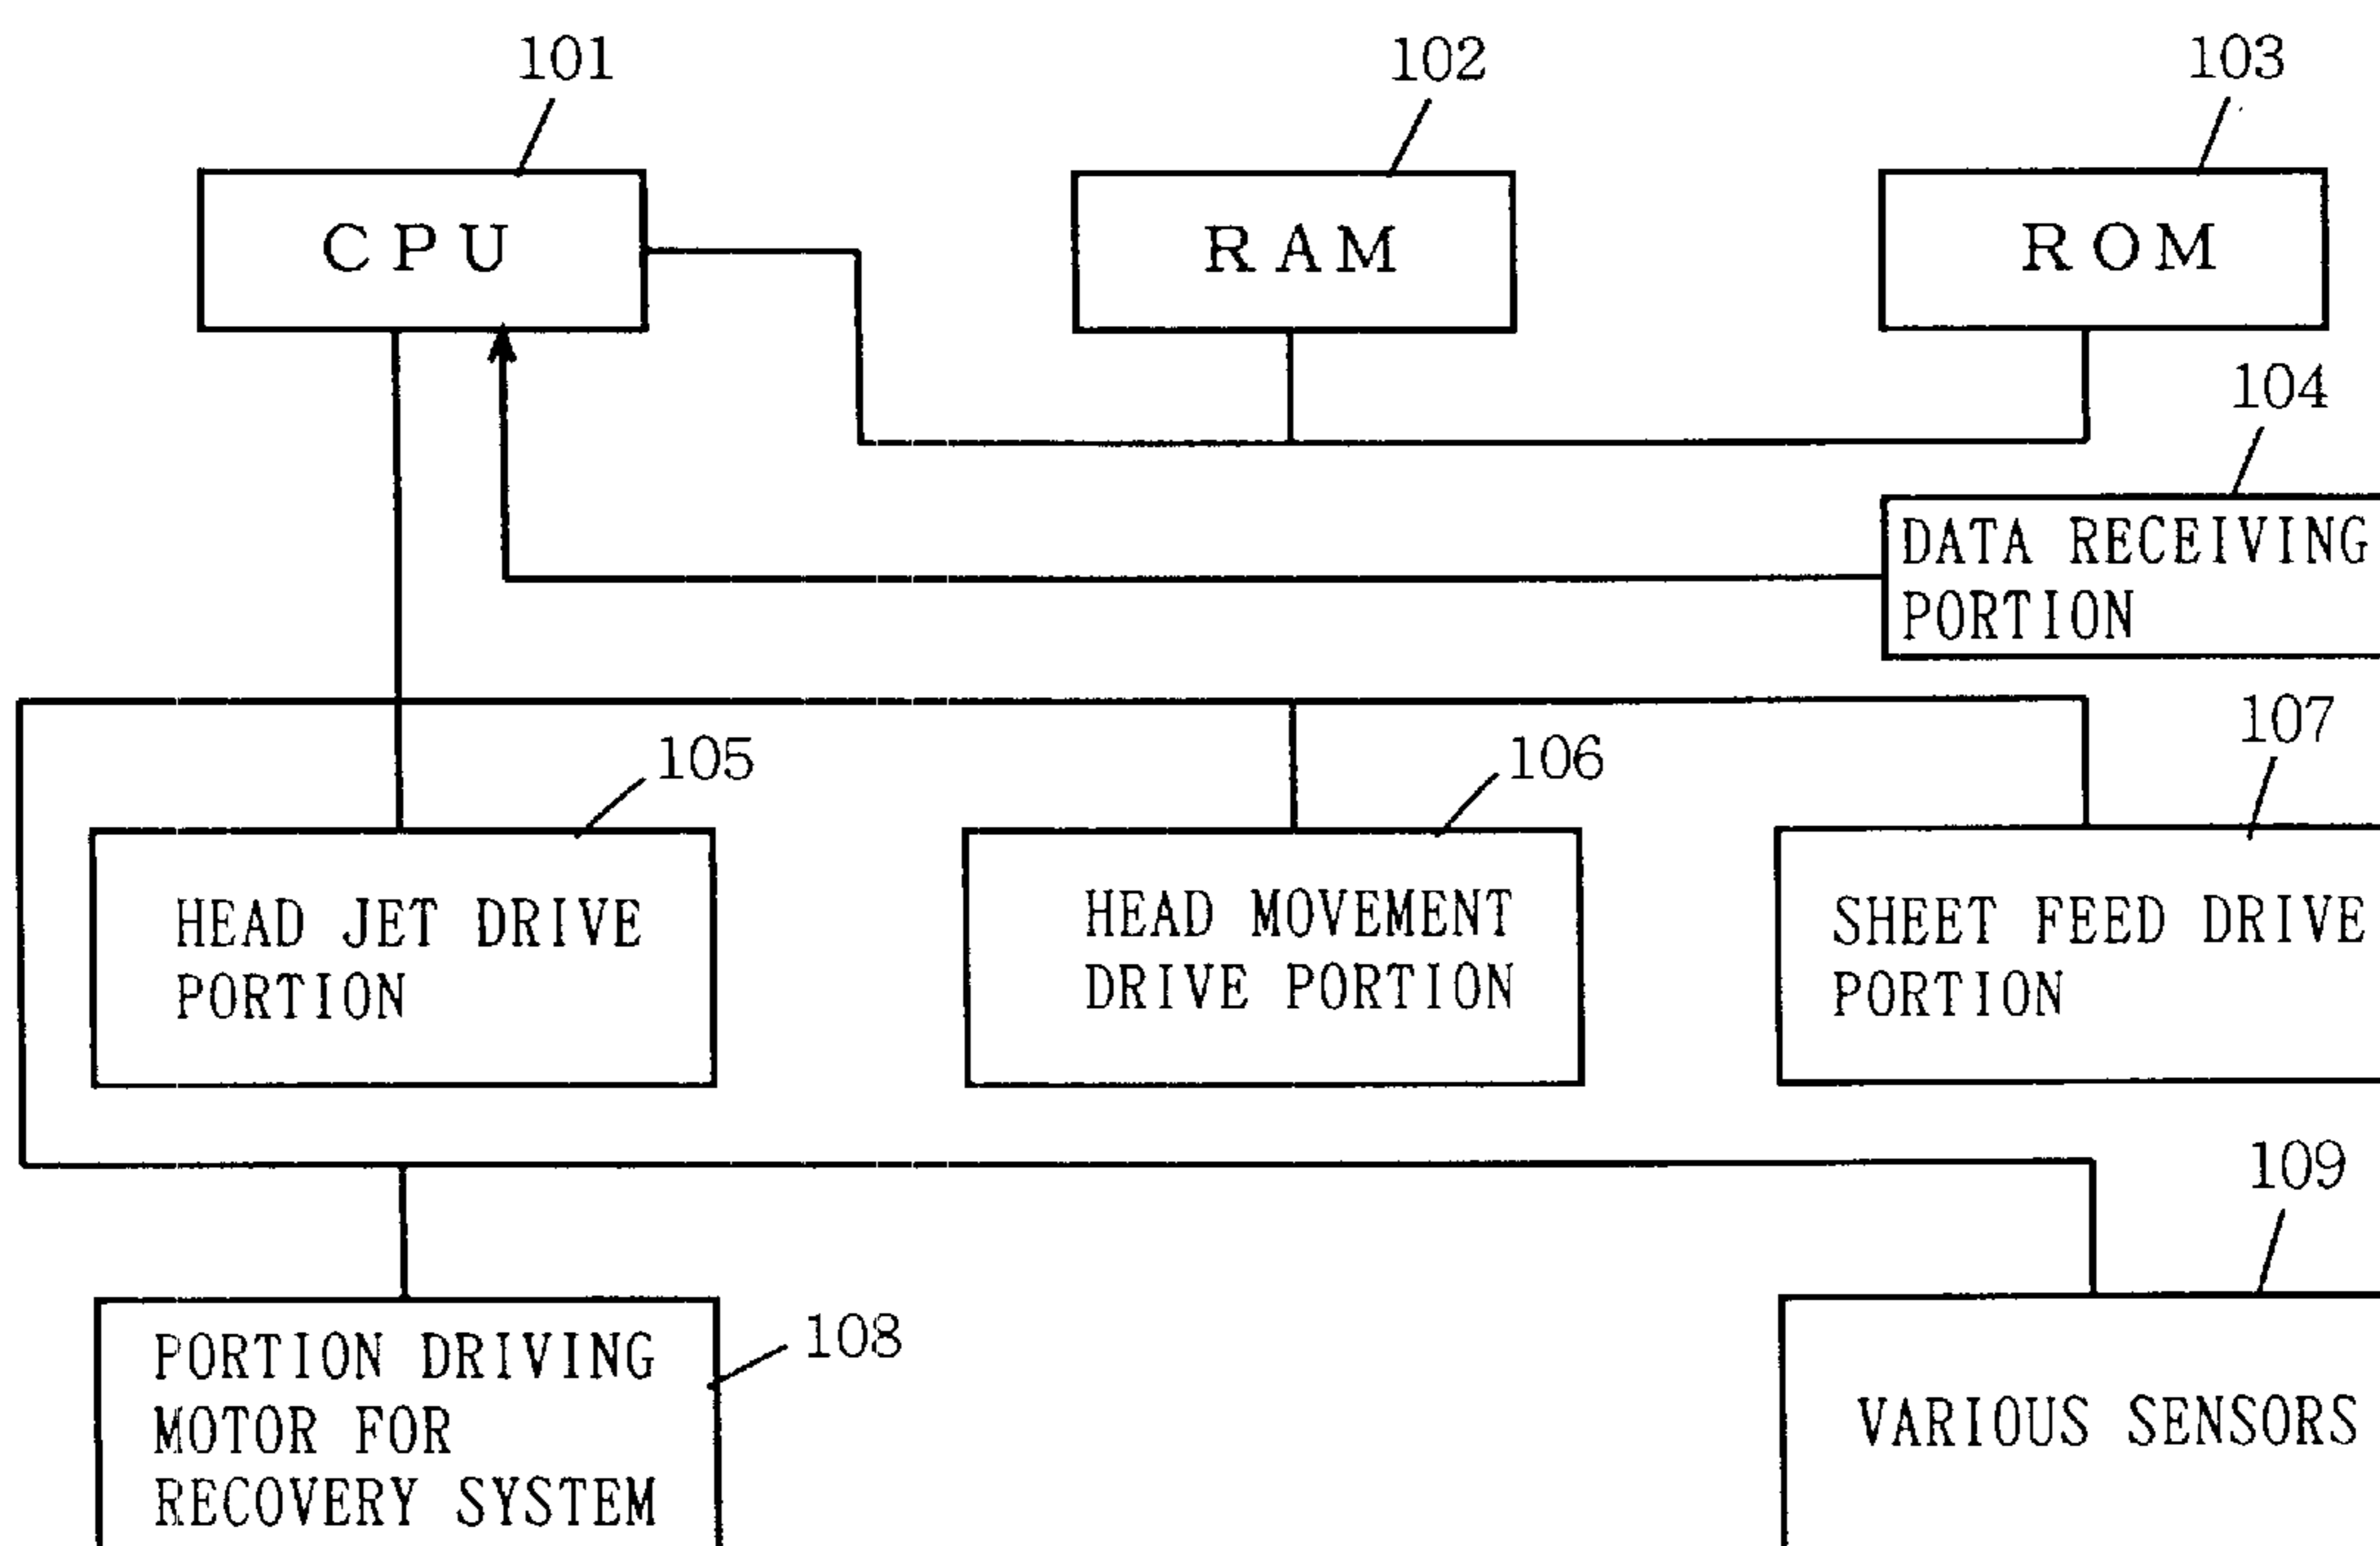 101
102
103
CPU
RAM
ROM
104
DATA RECEIVING
PORTION
105
106
107
HEAD JET DRIVE
PORTION
HEAD MOVEMENT
DRIVE PORTION
SHEET FEED DRIVE
PORTION
108
109
PORTION DRIVING
MOTOR FOR
RECOVERY SYSTEM
VARIOUS SENSORS